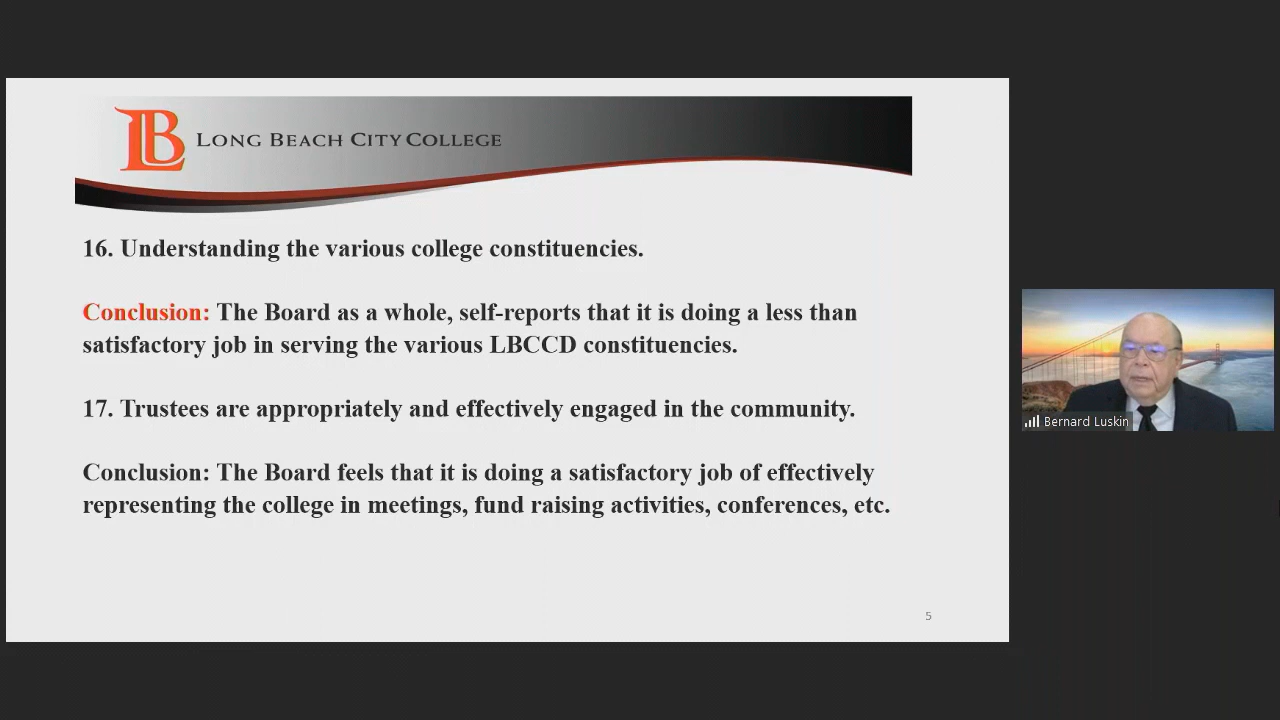 LB LONG BEACH CITY COLLEGE
16. Understanding the various college constituencies.
Conclusion: The Board as a whole, self-reports that it is doing a less than
satisfactory job in serving the various LBCCD constituencies.
17. Trustees are appropriately and effectively engaged in the community.
Conclusion: The Board feels that it is doing a satisfactory job of effectively
representing the college in meetings, fund raising activities, conferences, etc.
5
Bernard Luskin